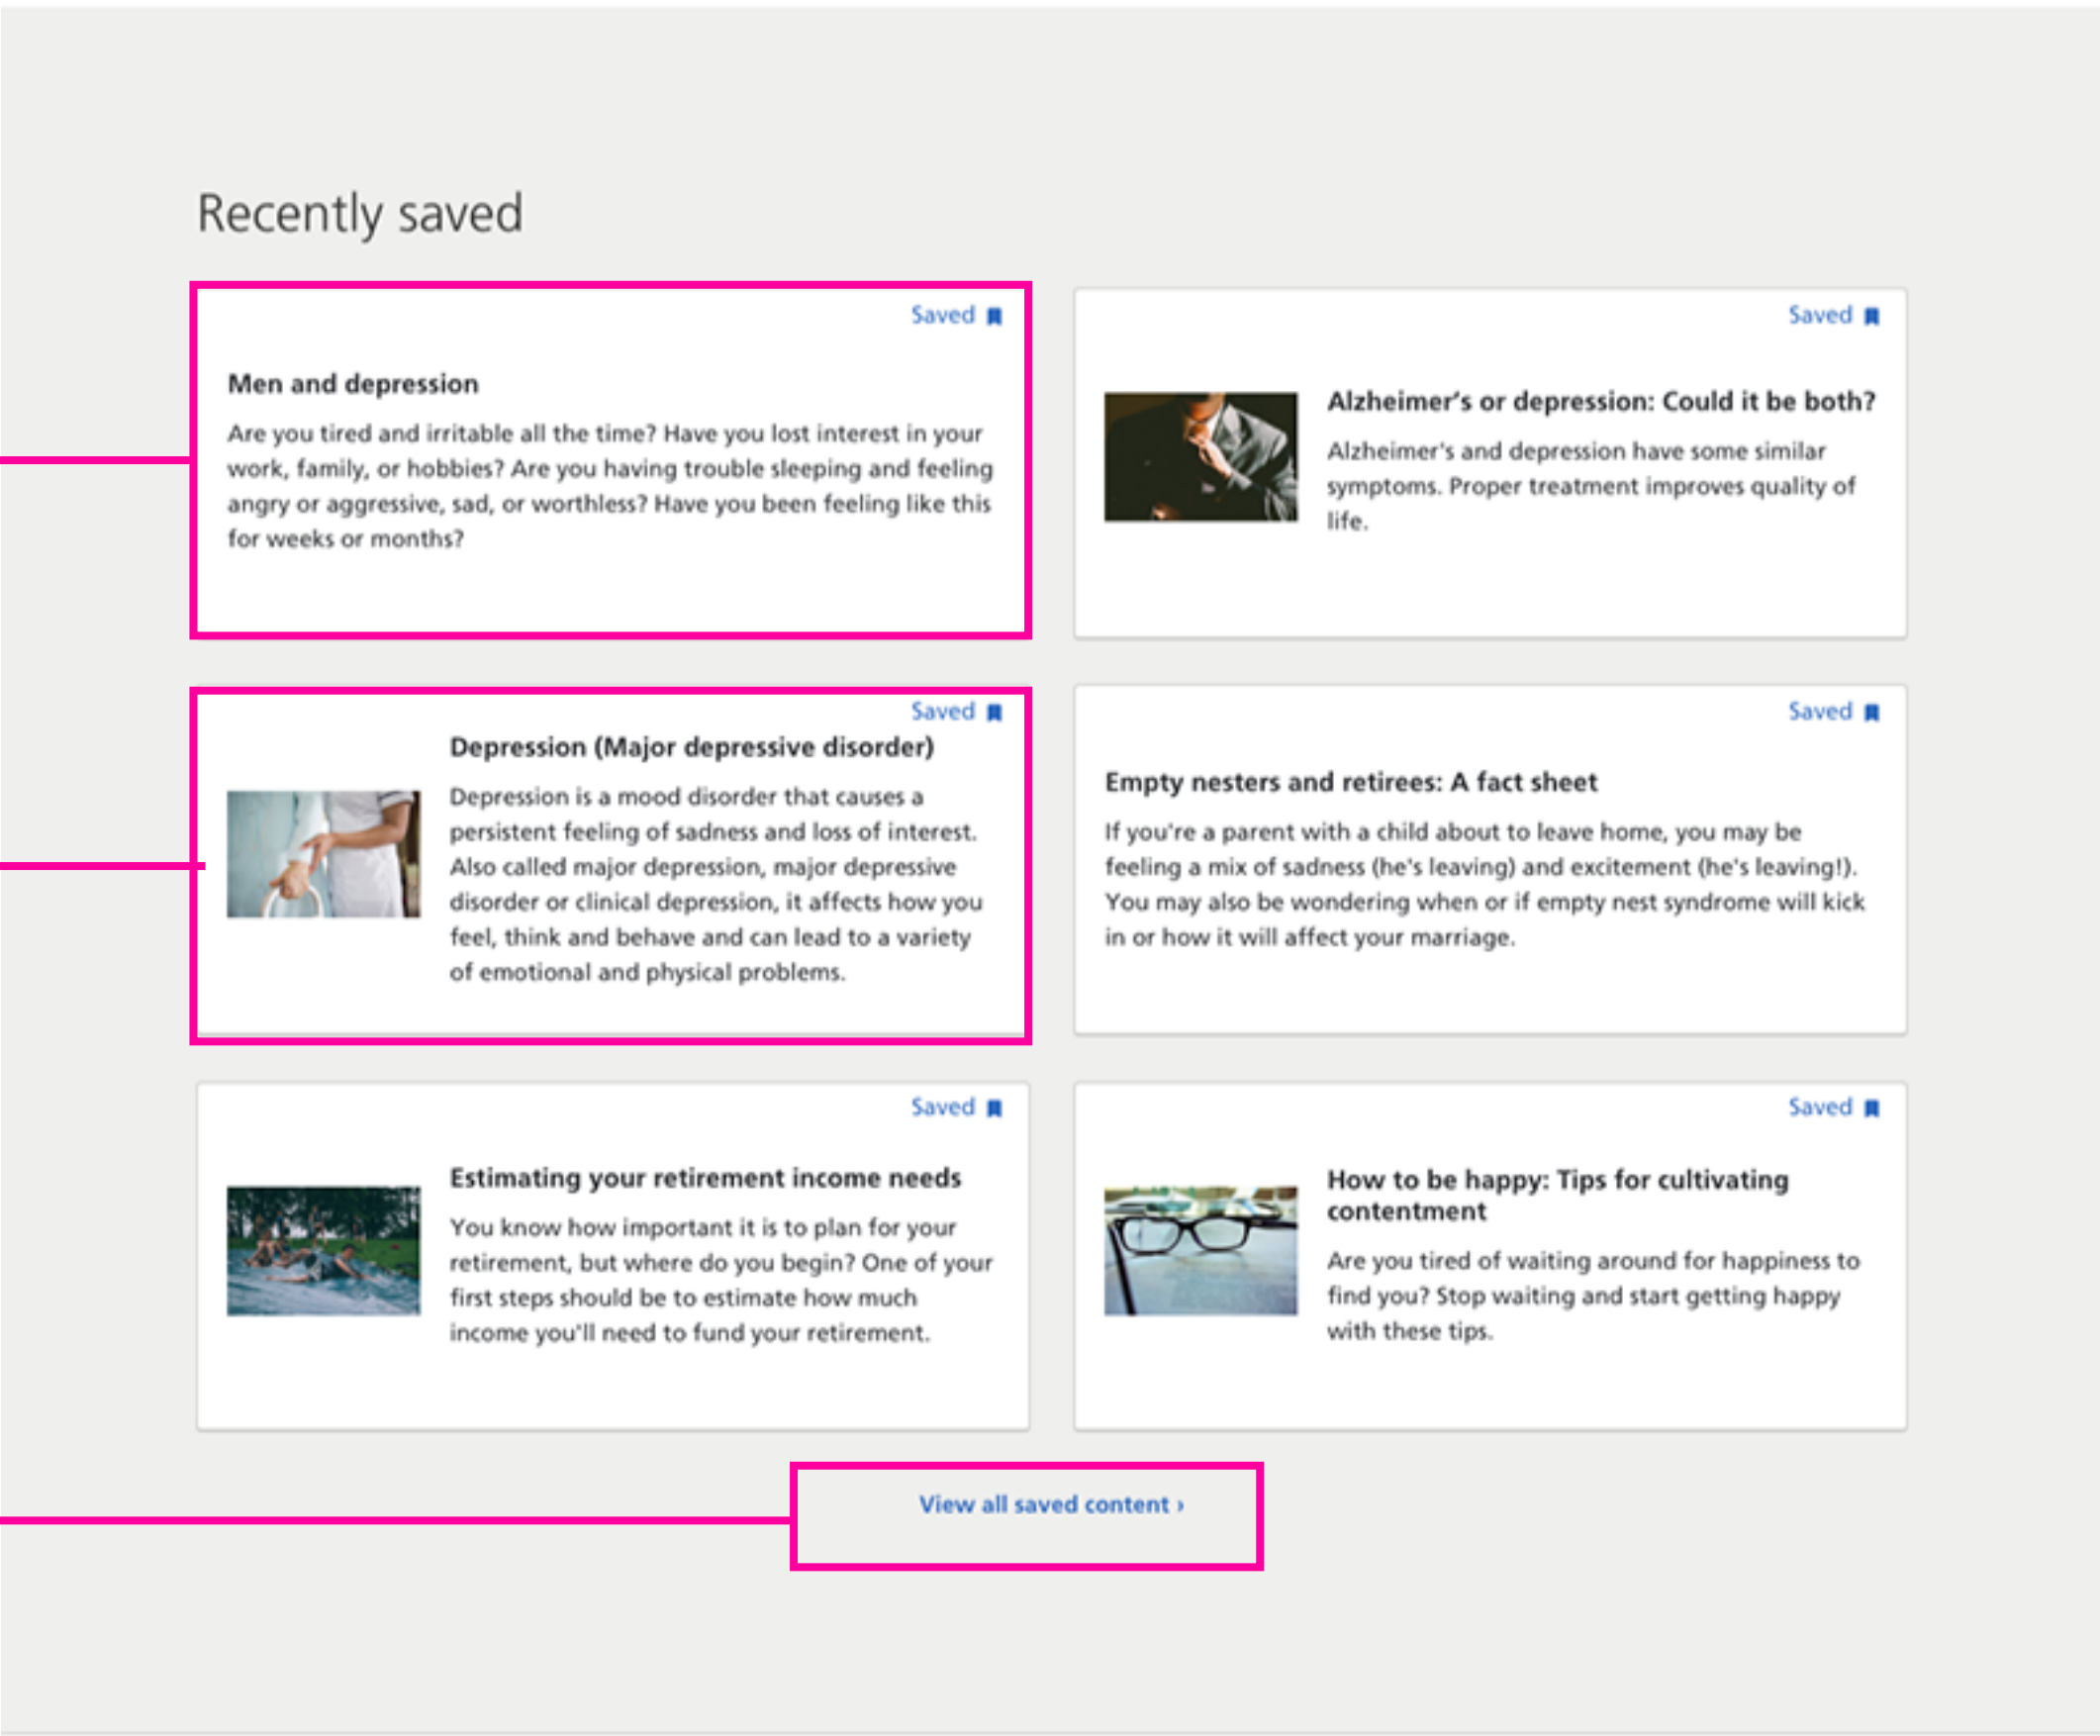 Recently saved
Saved
Men and depression
Are you tired and irritable all the time? Have you lost interest in your
work, family, or hobbies? Are you having trouble sleeping and feeling
angry or aggressive, sad, or worthless? Have you been feeling like this
for weeks or months?
Saved
Alzheimer's or depression: Could it be both?
Alzheimer's and depression have some similar
symptoms. Proper treatment improves quality of
life.
Saved
Depression (Major depressive disorder)
Depression is a mood disorder that causes a
persistent feeling of sadness and loss of interest.
Also called major depression, major depressive
disorder or clinical depression, it affects how you
feel, think and behave and can lead to a variety
of emotional and physical problems.
Saved
Empty nesters and retirees: A fact sheet
If you're a parent with a child about to leave home, you may be
feeling a mix of sadness (he's leaving) and excitement (he's leaving!).
You may also be wondering when or if empty nest syndrome will kick
in or how it will affect your marriage.
Saved
Estimating your retirement income needs
You know how important it is to plan for your
retirement, but where do you begin? One of your
first steps should be to estimate how much
income you'll need to fund your retirement.
Saved
How to be happy: Tips for cultivating
contentment
Are you tired of waiting around for happiness to
find you? Stop waiting and start getting happy
with these tips.
View all saved content ›